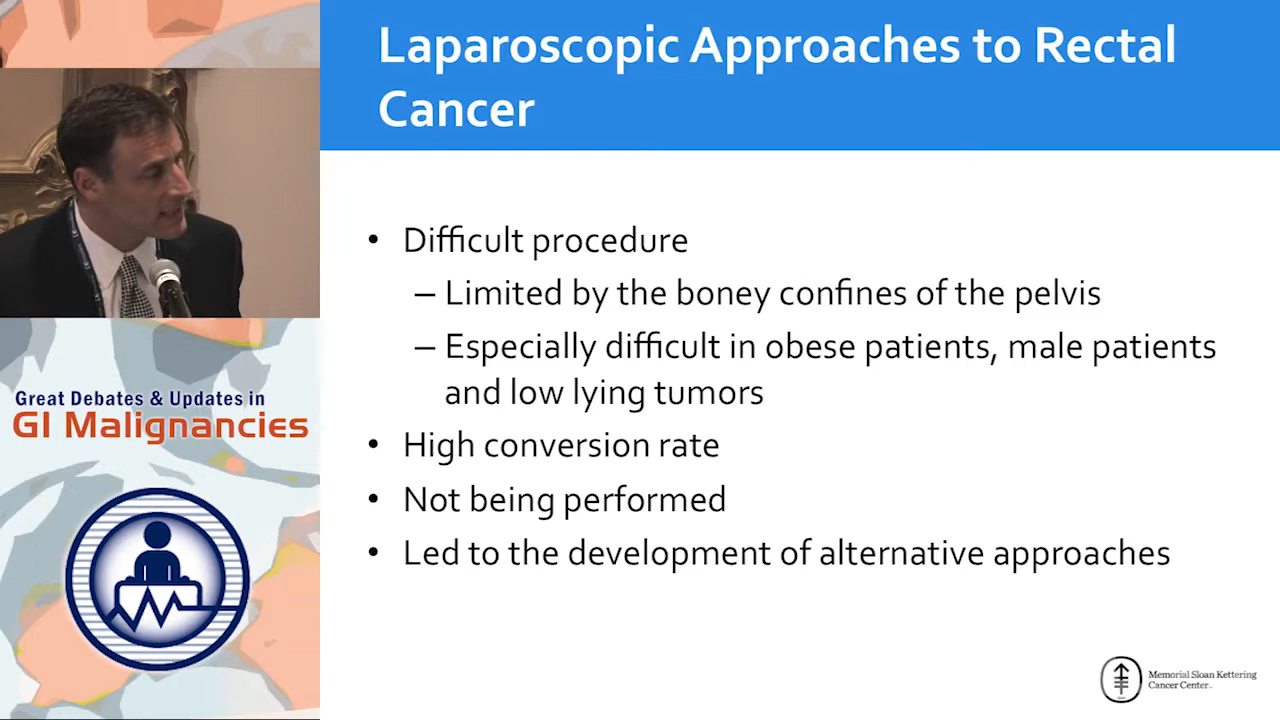 Laparoscopic Approaches to Rectal
Cancer
• Difficult procedure
– Limited by the boney confines of the pelvis
– Especially difficult in obese patients, male patients
and low lying tumors
• High conversion rate
• Not being performed
• Led to the development of alternative approaches
Great Debates & Updates in
GI Malignancies
Memorial Sloan Kettering
Cancer Center